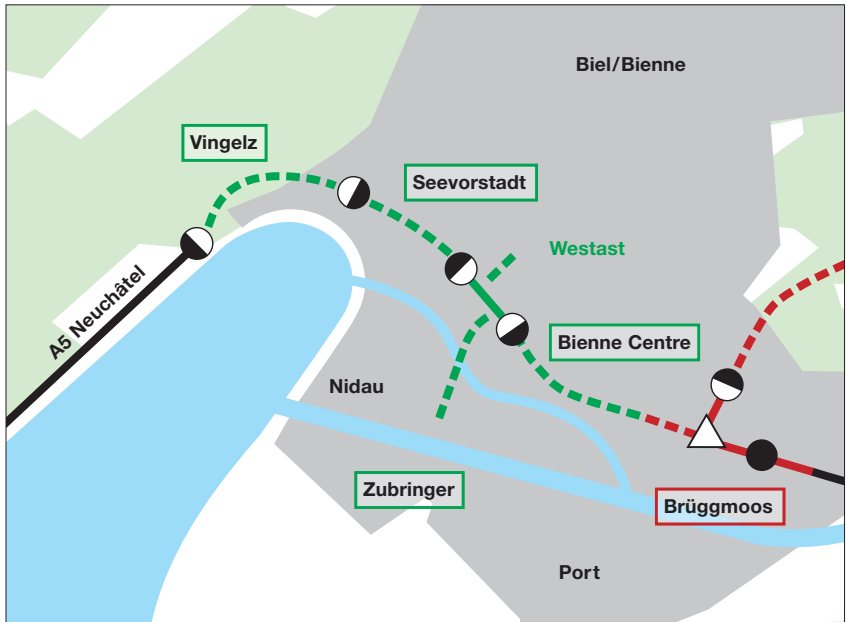 Biel/Bienne
Vingelz
Seevorstadt
Westast
A5 Neuchâtel
Bienne Centre
Nidau
Zubringer
Brüggmoos
Port